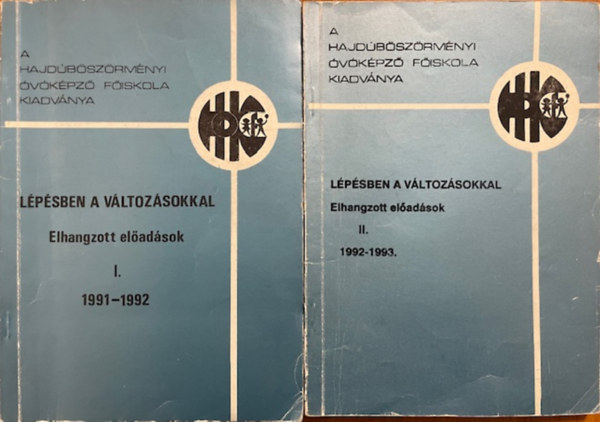 A
HAJDÚBÖSZÖRMÉNYI
ÓVÓKÉPZŐ FŐISKOLA
KIADVÁNYA
LÉPÉSBEN A VÁLTOZÁSOKKAL
Elhangzott előadások
I.
1991–1992
A
HAJDÚBÖSZÖRMÉNYI
ÓVÓKÉPZŐ FŐISKOLA
KIADVÁNYA
LÉPÉSBEN A VÁLTOZÁSOKKAL
Elhangzott előadások
II.
1992-1993.